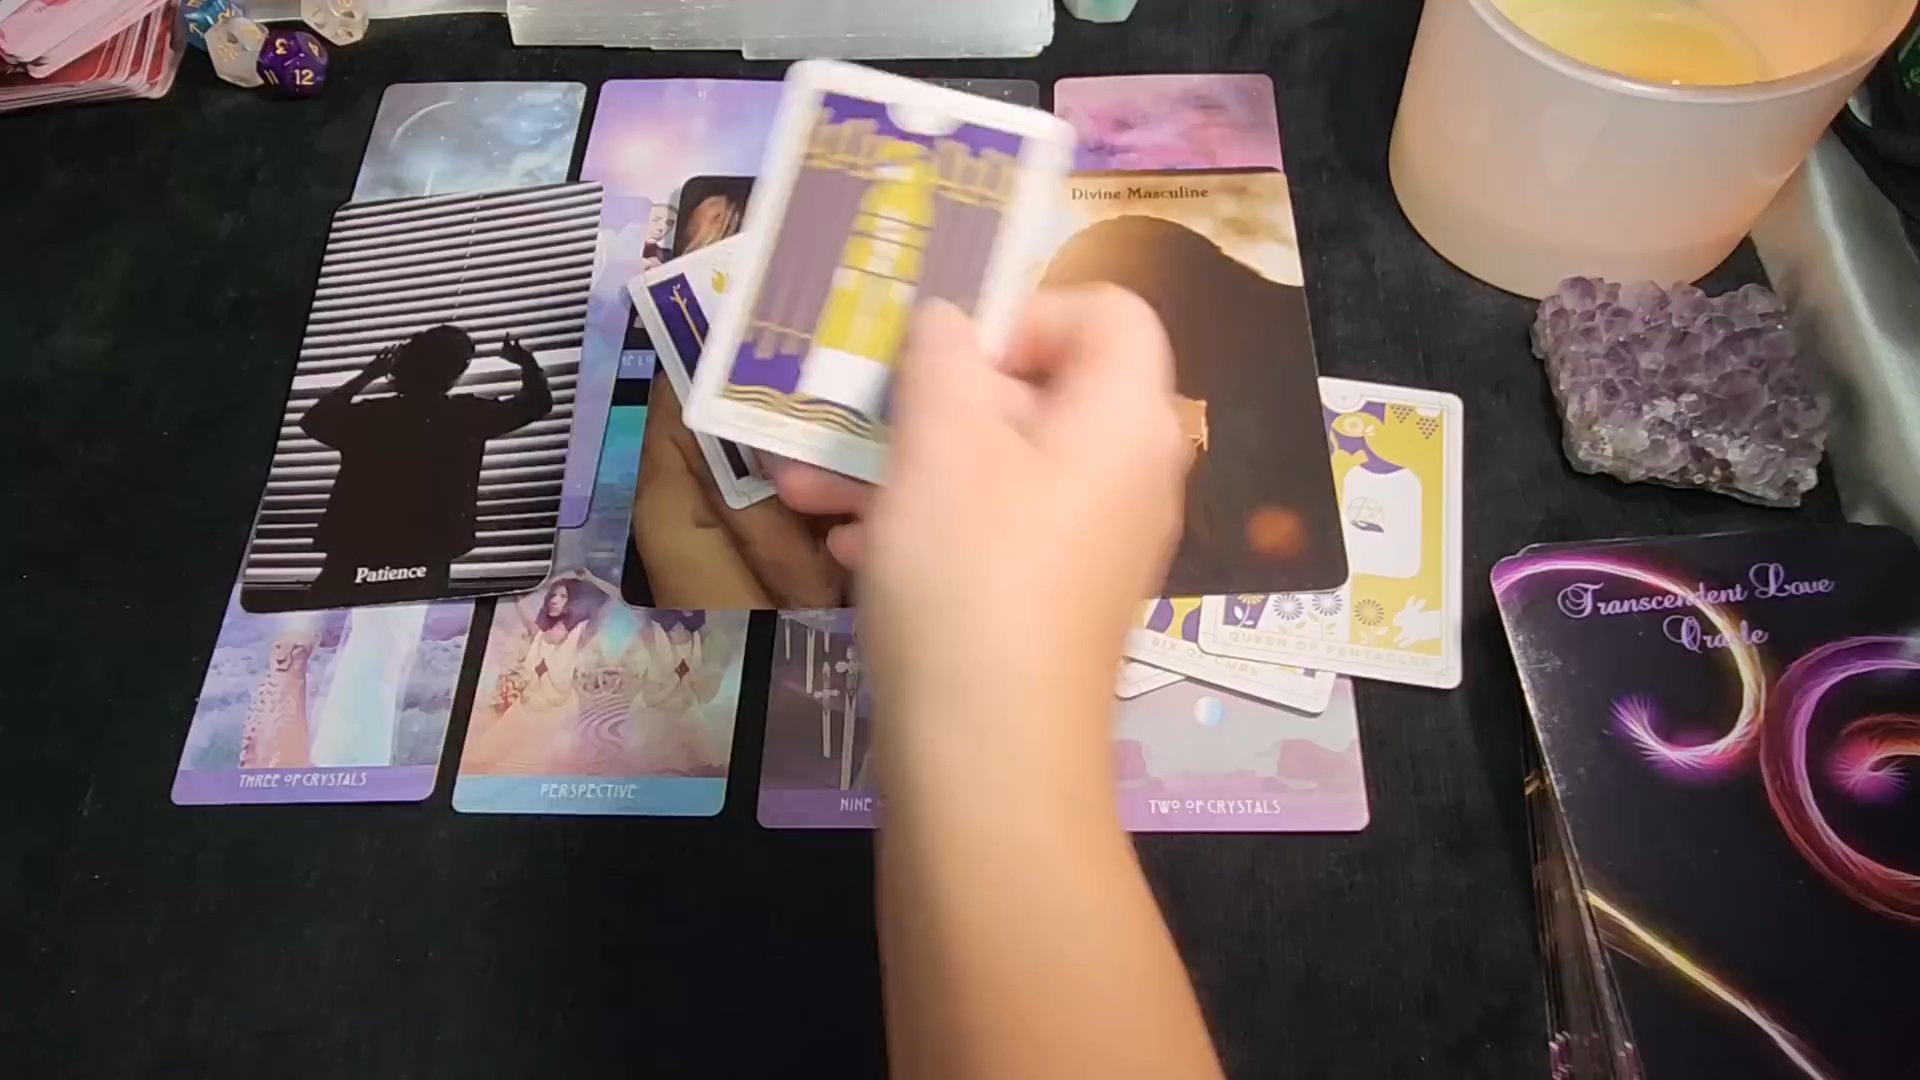 12
Divine Masculine
Patience
SIX OF CUPS
QUEEN OF PENTACLES
Transcendent Love
Oracle
THREE OF CRYSTALS
PERSPECTIVE
NINE
TWO OF CRYSTALS